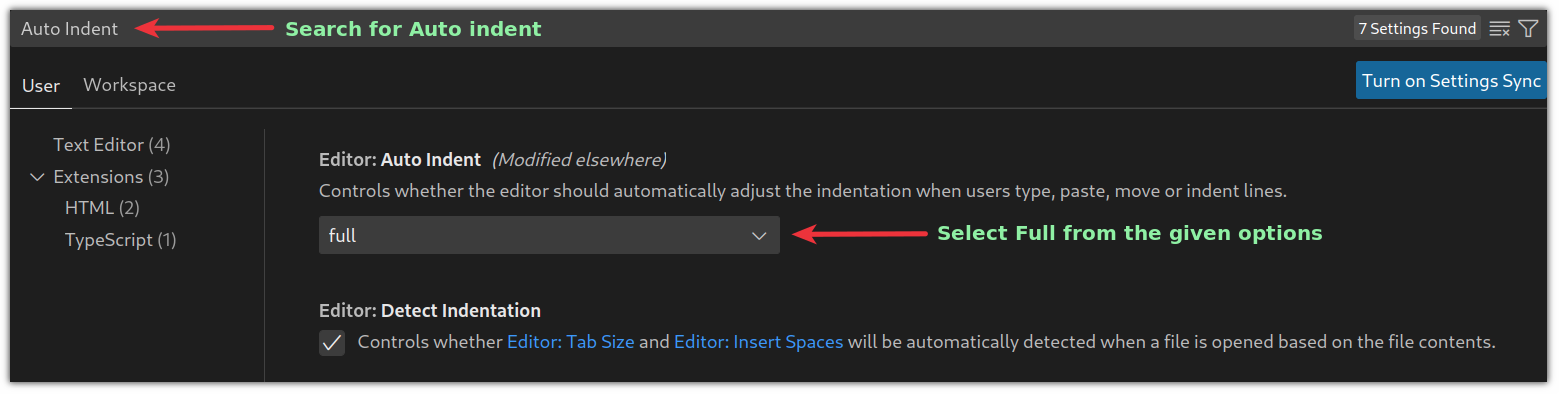 Auto Indent Search for Auto indent 7 Settings Found
User Workspace Turn on Settings Sync
Text Editor (4)
Extensions (3)
HTML (2)
TypeScript (1)
Editor: Auto Indent (Modified elsewhere)
Controls whether the editor should automatically adjust the indentation when users type, paste, move or indent lines.
full Select Full from the given options
Editor: Detect Indentation
Controls whether Editor: Tab Size and Editor: Insert Spaces will be automatically detected when a file is opened based on the file contents.